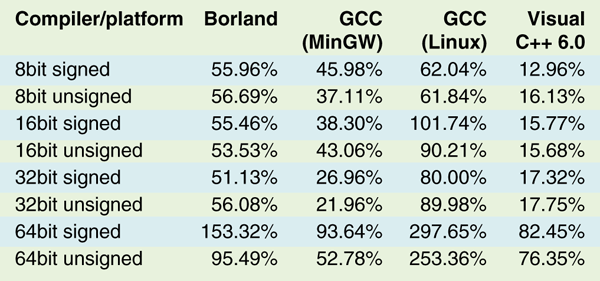 Compiler/platform Borland GCC GCC Visual
(MinGW) (Linux) C++ 6.0
8bit signed 55.96% 45.98% 62.04% 12.96%
8bit unsigned 56.69% 37.11% 61.84% 16.13%
16bit signed 55.46% 38.30% 101.74% 15.77%
16bit unsigned 53.53% 43.06% 90.21% 15.68%
32bit signed 51.13% 26.96% 80.00% 17.32%
32bit unsigned 56.08% 21.96% 89.98% 17.75%
64bit signed 153.32% 93.64% 297.65% 82.45%
64bit unsigned 95.49% 52.78% 253.36% 76.35%